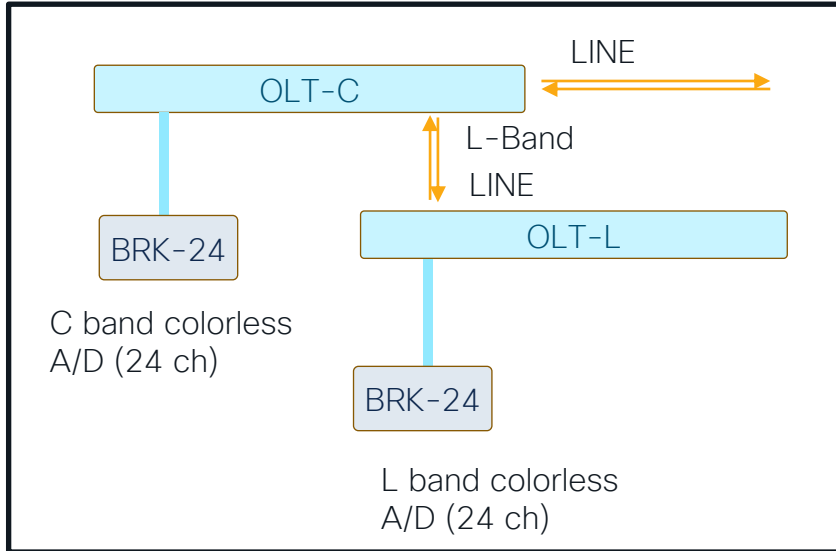 LINE
OLT-C
L-Band
LINE
BRK-24
OLT-L
C band colorless
A/D (24 ch)
BRK-24
L band colorless
A/D (24 ch)